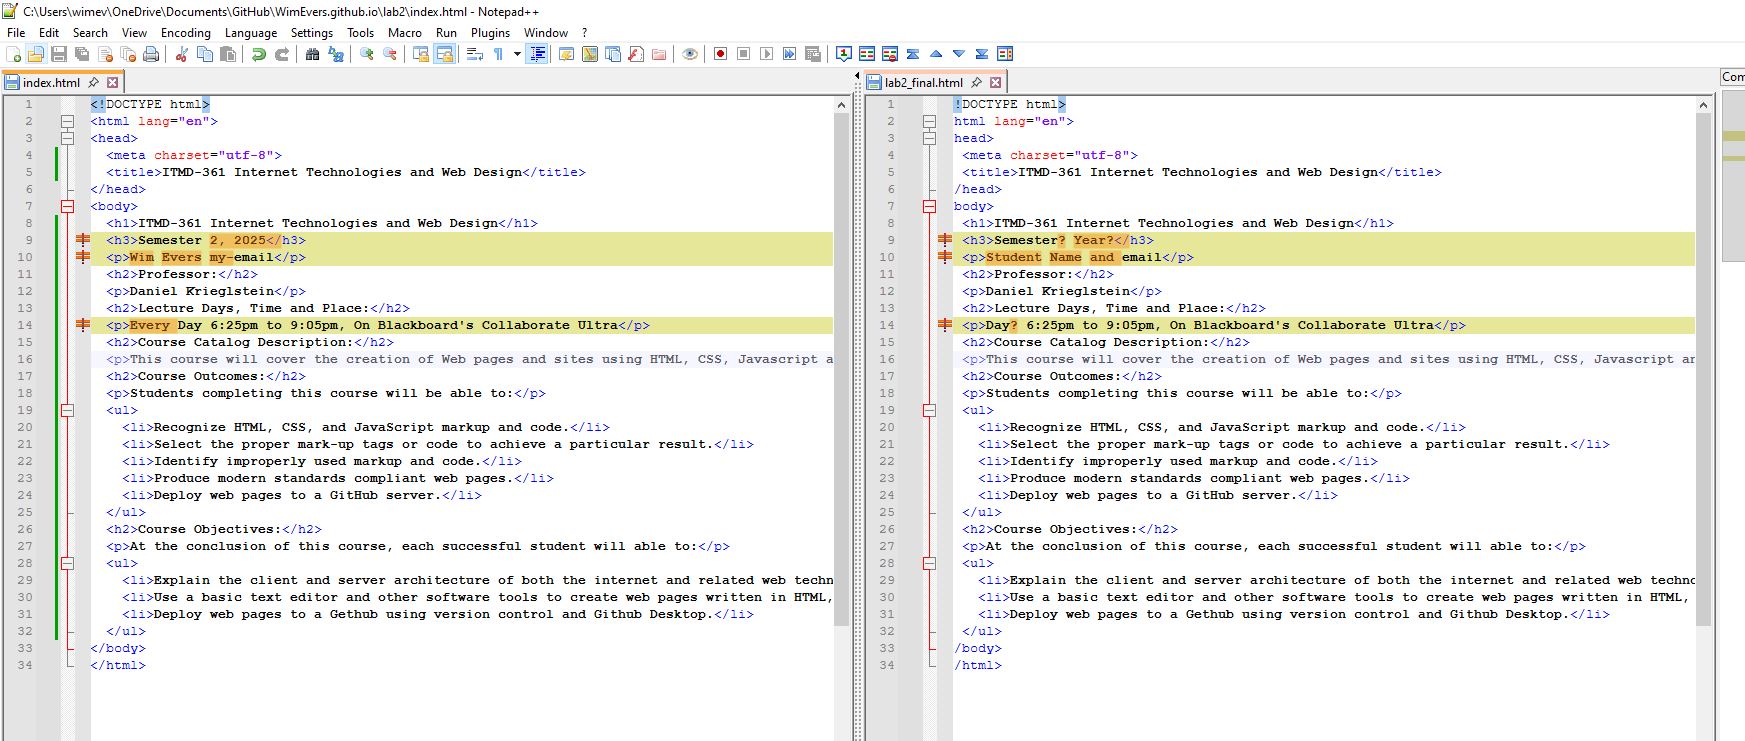 C:\Users\wimev\OneDrive\Documents\GitHub\WimEvers.github.io\lab2\index.html - Notepad++
File Edit Search View Encoding Language Settings Tools Macro Run Plugins Window ?
index.html
1 <!DOCTYPE html>
2 <html lang="en">
3 <head>
4 <meta charset="utf-8">
5 <title>ITMD-361 Internet Technologies and Web Design</title>
6 </head>
7 <body>
8 <h1>ITMD-361 Internet Technologies and Web Design</h1>
9 <h3>Semester 2, 2025</h3>
10 <p>Wim Evers my-email</p>
11 <h2>Professor:</h2>
12 <p>Daniel Krieglstein</p>
13 <h2>Lecture Days, Time and Place:</h2>
14 <p>Every Day 6:25pm to 9:05pm, On Blackboard's Collaborate Ultra</p>
15 <h2>Course Catalog Description:</h2>
16 <p>This course will cover the creation of Web pages and sites using HTML, CSS, Javascript a
17 <h2>Course Outcomes:</h2>
18 <p>Students completing this course will be able to:</p>
19 <ul>
20 <li>Recognize HTML, CSS, and JavaScript markup and code.</li>
21 <li>Select the proper mark-up tags or code to achieve a particular result.</li>
22 <li>Identify improperly used markup and code.</li>
23 <li>Produce modern standards compliant web pages.</li>
24 <li>Deploy web pages to a GitHub server.</li>
25 </ul>
26 <h2>Course Objectives:</h2>
27 <p>At the conclusion of this course, each successful student will able to:</p>
28 <ul>
29 <li>Explain the client and server architecture of both the internet and related web techn
30 <li>Use a basic text editor and other software tools to create web pages written in HTML,
31 <li>Deploy web pages to a Gethub using version control and Github Desktop.</li>
32 </ul>
33 </body>
34 </html>
lab2_final.html
1 !DOCTYPE html>
2 html lang="en">
3 head>
4 <meta charset="utf-8">
5 <title>ITMD-361 Internet Technologies and Web Design</title>
6 /head>
7 body>
8 <h1>ITMD-361 Internet Technologies and Web Design</h1>
9 <h3>Semester? Year?</h3>
10 <p>Student Name and email</p>
11 <h2>Professor:</h2>
12 <p>Daniel Krieglstein</p>
13 <h2>Lecture Days, Time and Place:</h2>
14 <p>Day? 6:25pm to 9:05pm, On Blackboard's Collaborate Ultra</p>
15 <h2>Course Catalog Description:</h2>
16 <p>This course will cover the creation of Web pages and sites using HTML, CSS, Javascript an
17 <h2>Course Outcomes:</h2>
18 <p>Students completing this course will be able to:</p>
19 <ul>
20 <li>Recognize HTML, CSS, and JavaScript markup and code.</li>
21 <li>Select the proper mark-up tags or code to achieve a particular result.</li>
22 <li>Identify improperly used markup and code.</li>
23 <li>Produce modern standards compliant web pages.</li>
24 <li>Deploy web pages to a GitHub server.</li>
25 </ul>
26 <h2>Course Objectives:</h2>
27 <p>At the conclusion of this course, each successful student will able to:</p>
28 <ul>
29 <li>Explain the client and server architecture of both the internet and related web techno
30 <li>Use a basic text editor and other software tools to create web pages written in HTML,
31 <li>Deploy web pages to a Gethub using version control and Github Desktop.</li>
32 </ul>
33 /body>
34 /html>
Com